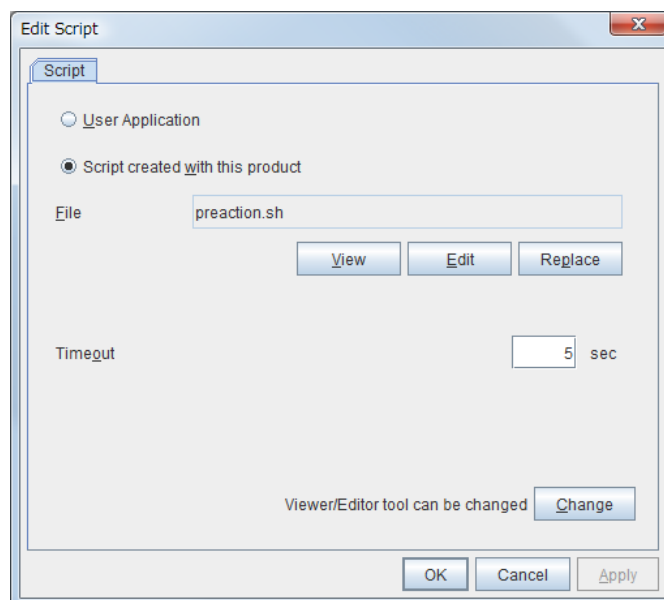 Edit Script
Script
User Application
Script created with this product
File preaction.sh
View Edit Replace
Timeout 5 sec
Viewer/Editor tool can be changed Change
OK Cancel Apply